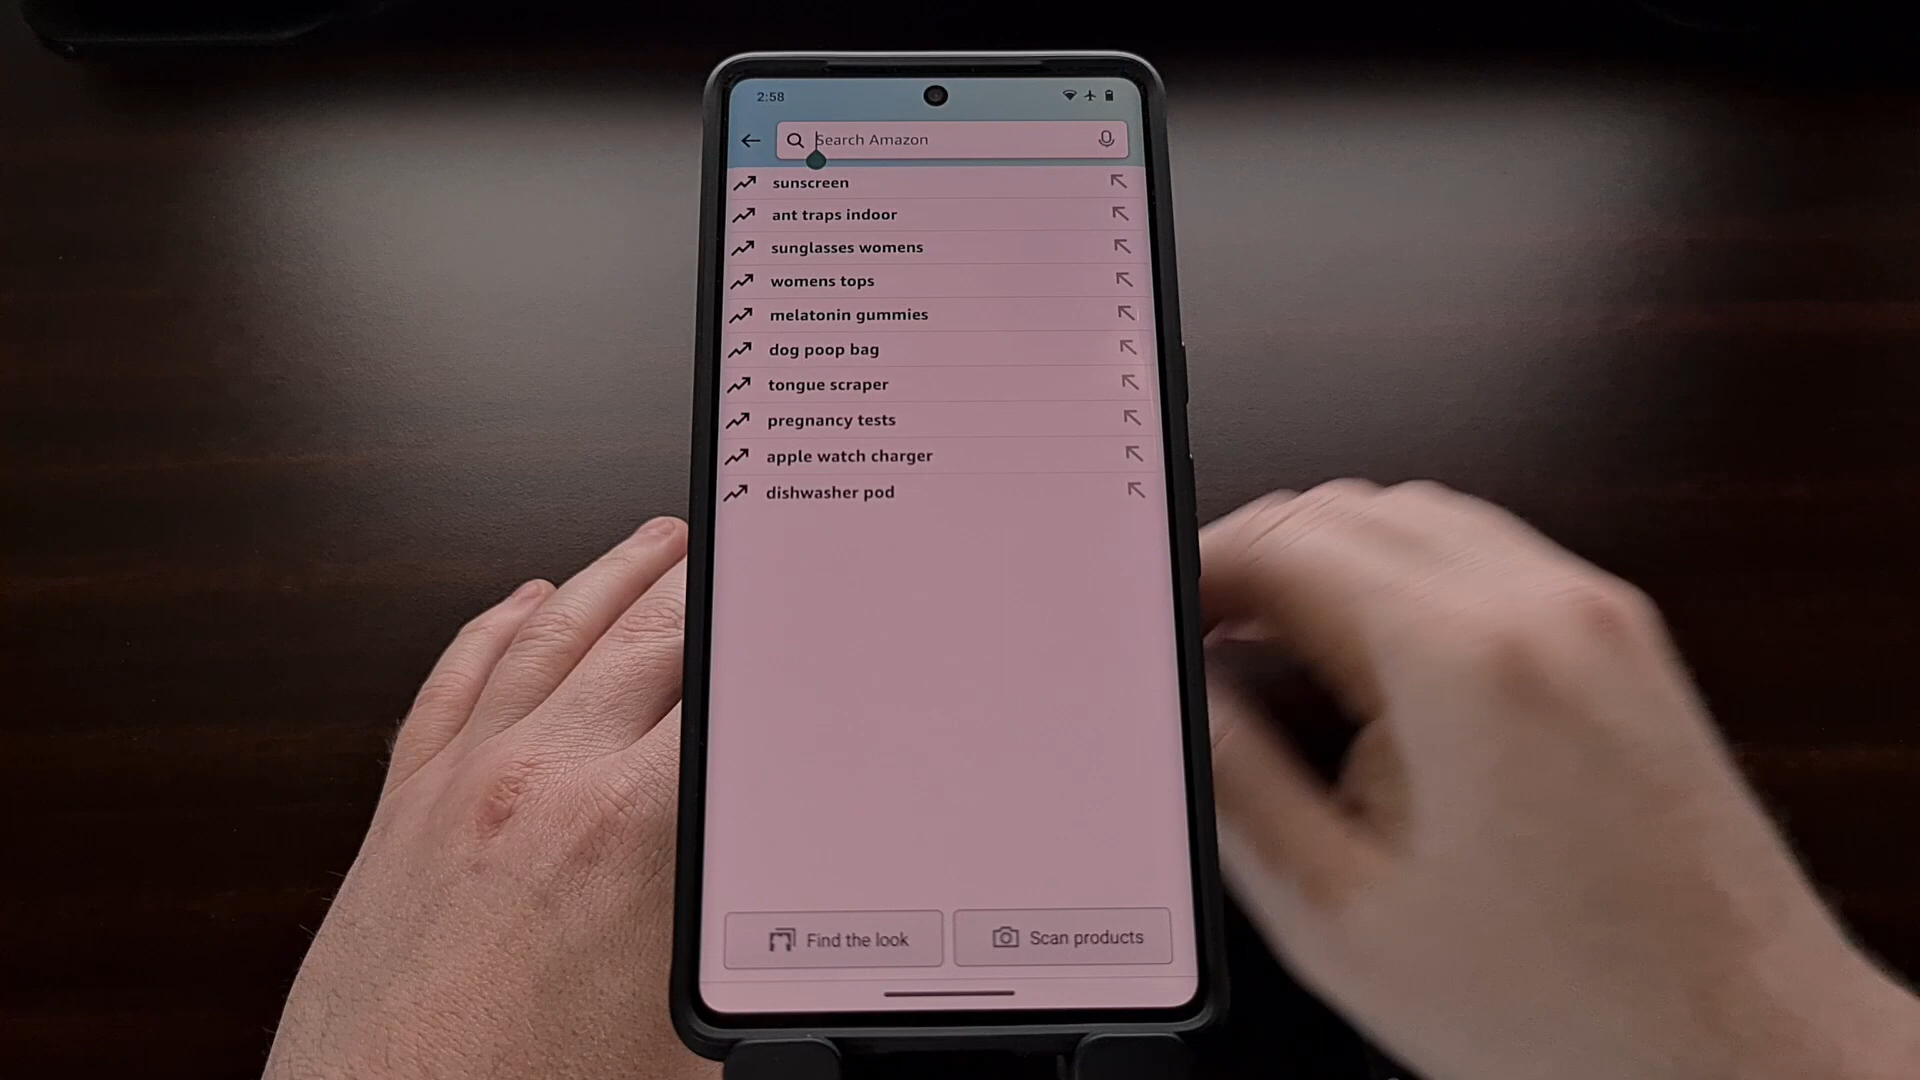 2:58
Search Amazon
sunscreen
ant traps indoor
sunglasses womens
womens tops
melatonin gummies
dog poop bag
tongue scraper
pregnancy tests
apple watch charger
dishwasher pod
Find the look
Scan products